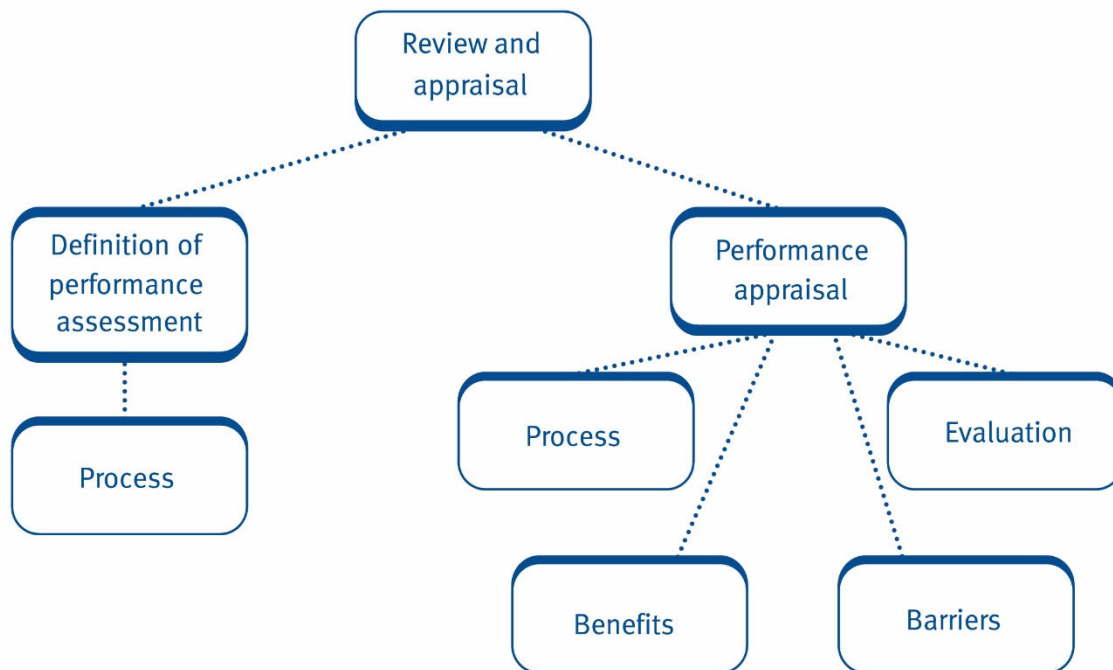 Review and
appraisal
Definition of
performance
assessment
Performance
appraisal
Process
Process
Evaluation
Benefits
Barriers